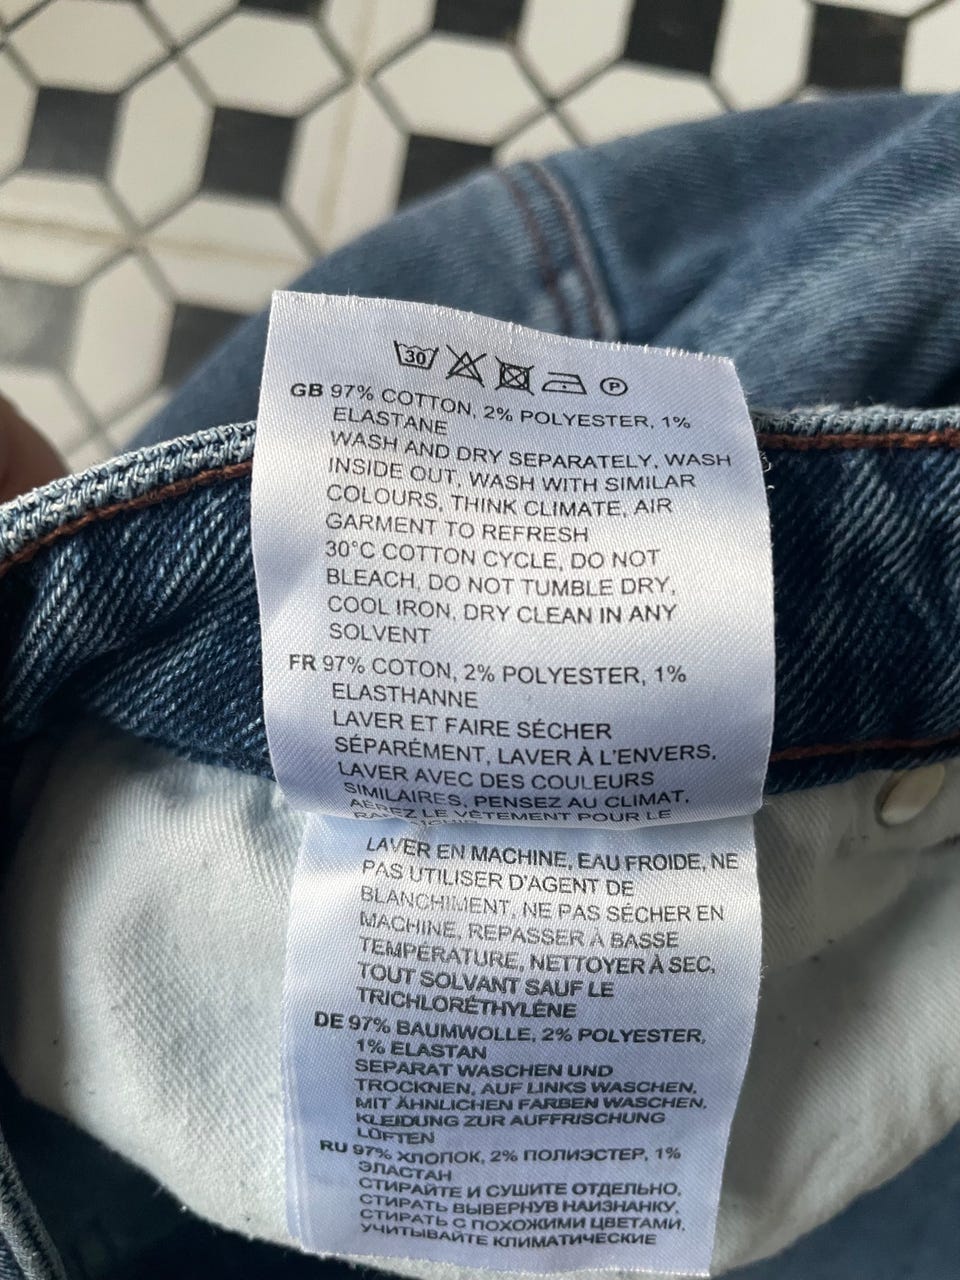 30 P
GB 97% COTTON, 2% POLYESTER, 1%
ELASTANE
WASH AND DRY SEPARATELY, WASH
INSIDE OUT, WASH WITH SIMILAR
COLOURS, THINK CLIMATE, AIR
GARMENT TO REFRESH
30°C COTTON CYCLE, DO NOT
BLEACH, DO NOT TUMBLE DRY,
COOL IRON, DRY CLEAN IN ANY
SOLVENT
FR 97% COTON, 2% POLYESTER, 1%
ELASTHANNE
LAVER ET FAIRE SÉCHER
SÉPARÉMENT, LAVER À L'ENVERS,
LAVER AVEC DES COULEURS
SIMILAIRES, PENSEZ AU CLIMAT,
AÉREZ LE VÊTEMENT POUR LE
LAVER EN MACHINE, EAU FROIDE, NE
PAS UTILISER D'AGENT DE
BLANCHIMENT, NE PAS SÉCHER EN
MACHINE, REPASSER À BASSE
TEMPÉRATURE, NETTOYER À SEC,
TOUT SOLVANT SAUF LE
TRICHLORÉTHYLÈNE
DE 97% BAUMWOLLE, 2% POLYESTER,
1% ELASTAN
SEPARAT WASCHEN UND
TROCKNEN, AUF LINKS WASCHEN,
MIT ÄHNLICHEN FARBEN WASCHEN,
KLEIDUNG ZUR AUFFRISCHUNG
LÜFTEN
RU 97% ХЛОПОК, 2% ПОЛИЭСТЕР, 1%
ЭЛАСТАН
СТИРАЙТЕ И СУШИТЕ ОТДЕЛЬНО,
СТИРАТЬ ВЫВЕРНУВ НАИЗНАНКУ,
СТИРАТЬ С ПОХОЖИМИ ЦВЕТАМИ,
УЧИТЫВАЙТЕ КЛИМАТИЧЕСКИЕ